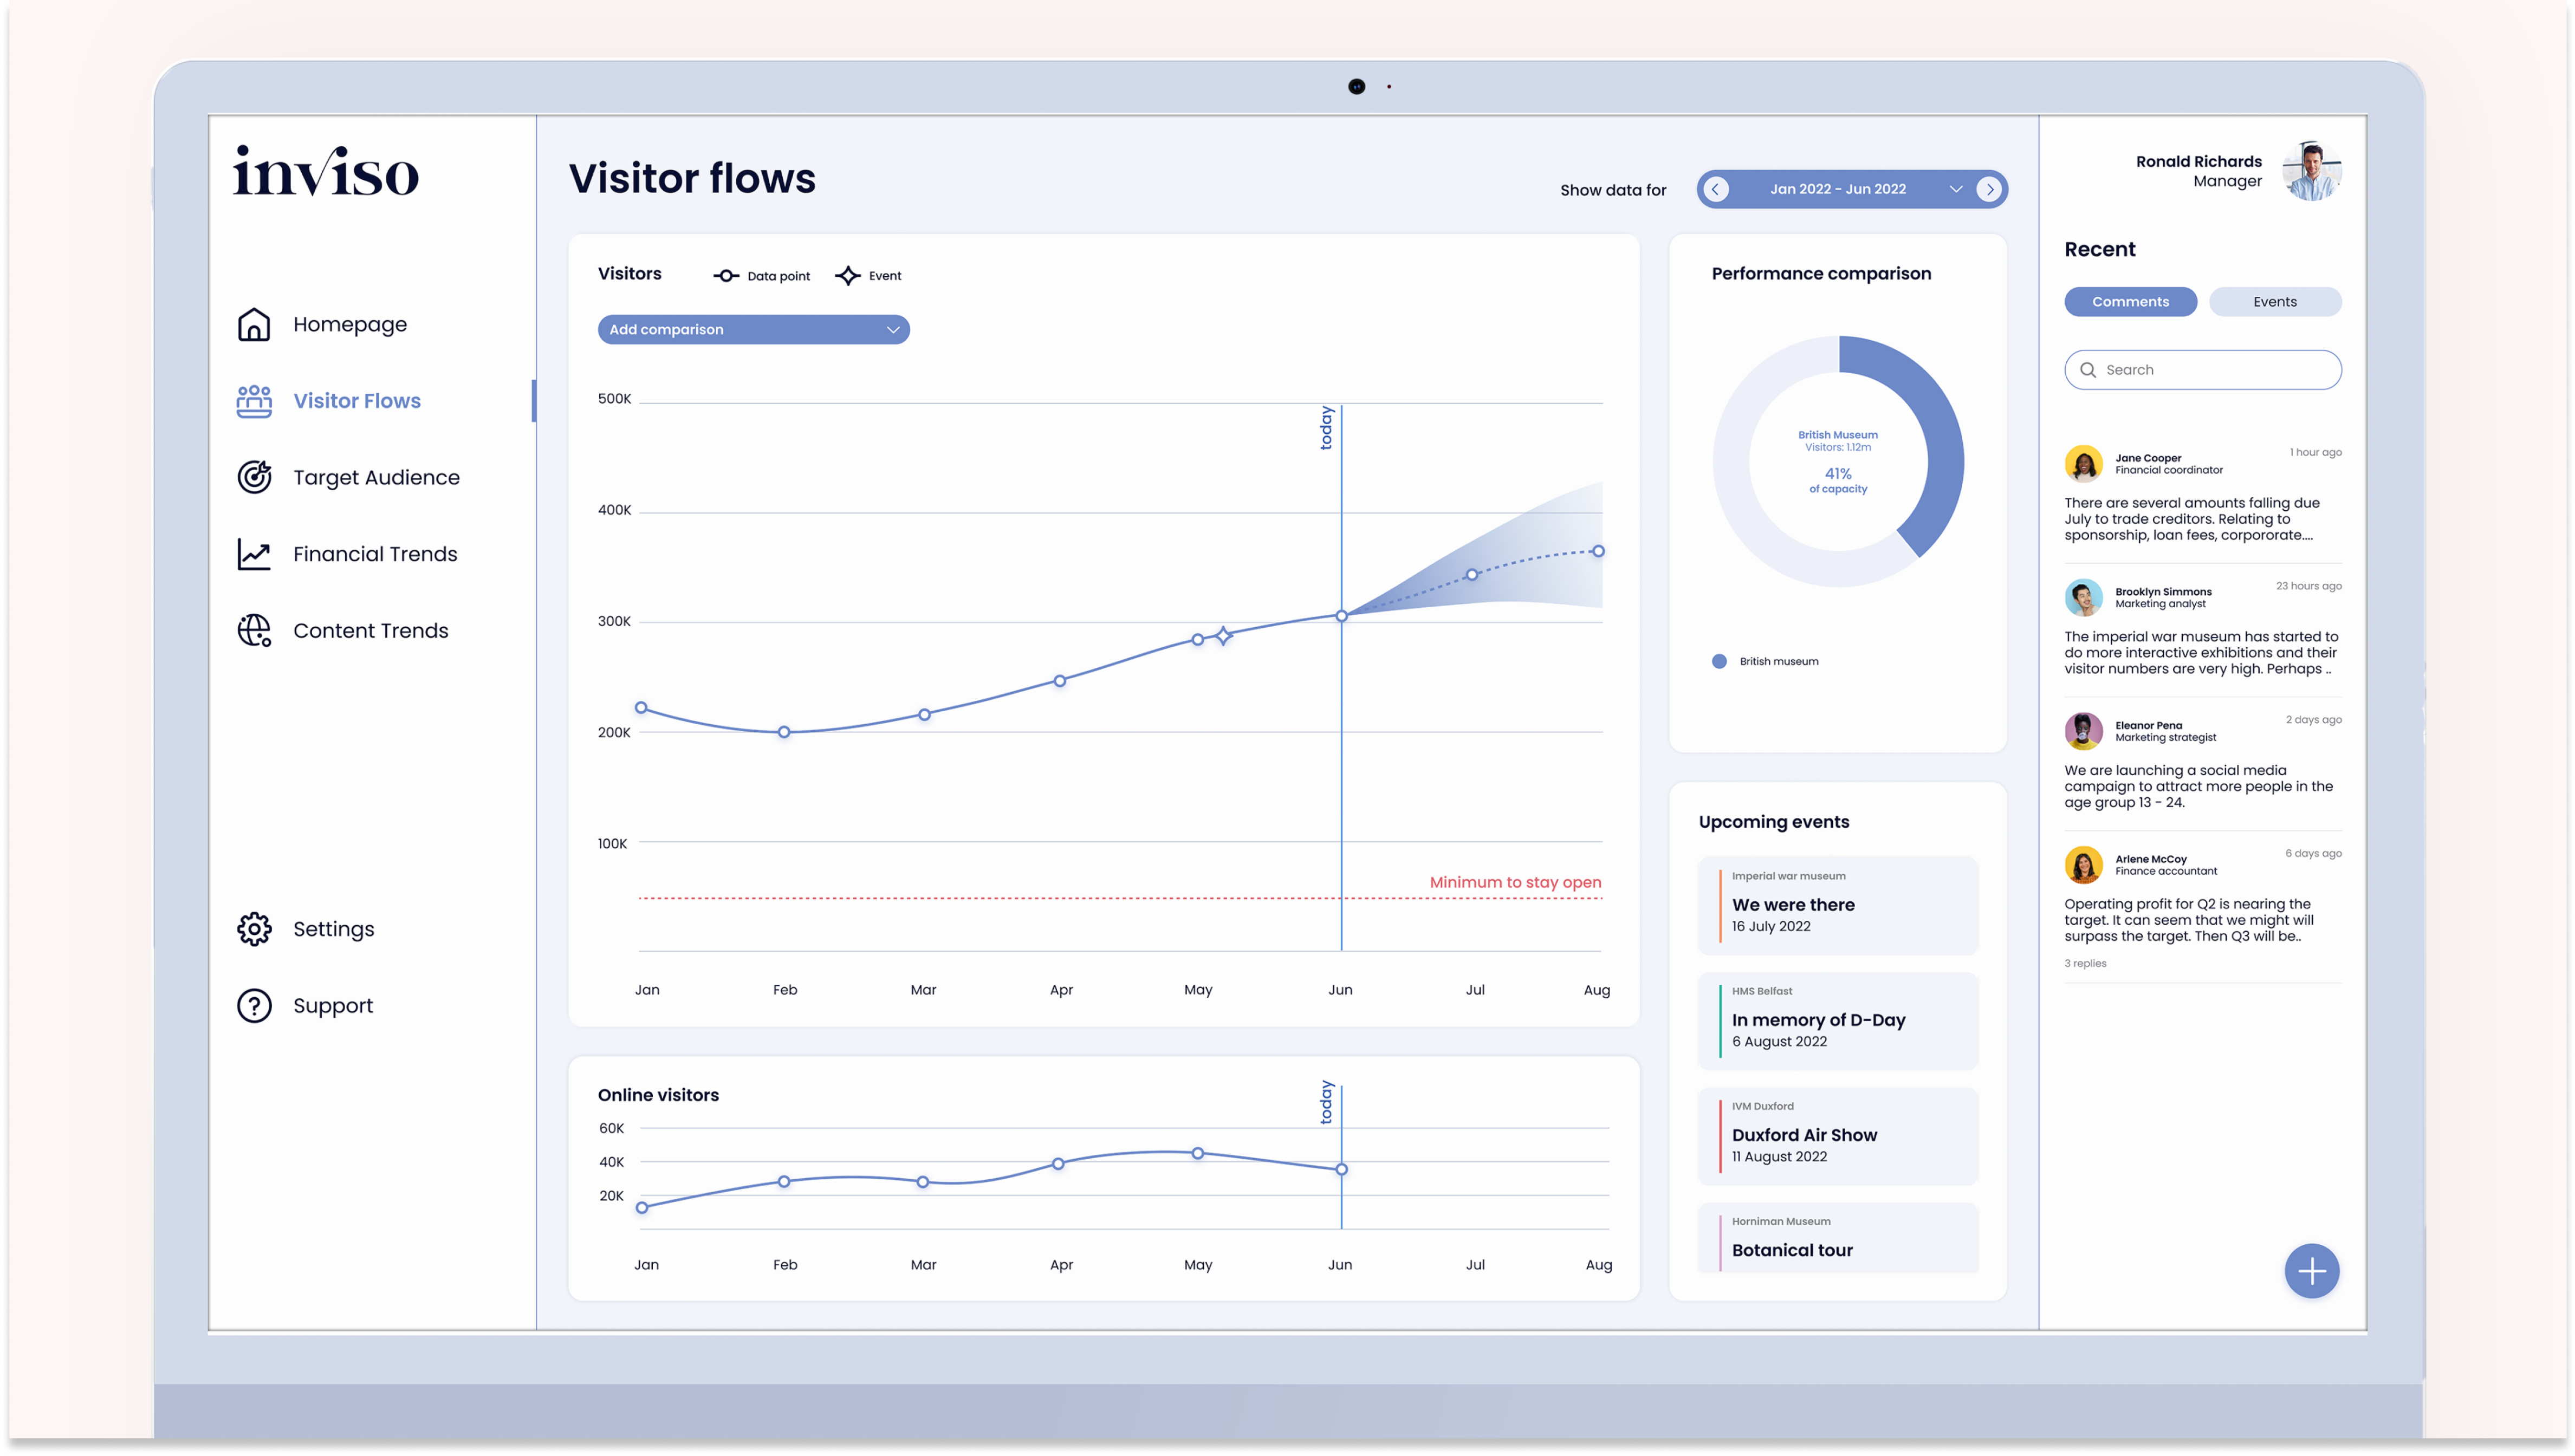 inviso
Homepage
Visitor Flows
Target Audience
Financial Trends
Content Trends
Settings
Support
Visitor flows
Show data for
Jan 2022 - Jun 2022
Visitors
Data point
Event
Add comparison
500K
400K
300K
200K
100K
today
Minimum to stay open
Jan Feb Mar Apr May Jun Jul Aug
Online visitors
today
60K
40K
20K
Jan Feb Mar Apr May Jun Jul Aug
Performance comparison
British Museum
Visitors: 1.12m
41%
of capacity
British museum
Upcoming events
Imperial war museum
We were there
16 July 2022
HMS Belfast
In memory of D-Day
6 August 2022
IVM Duxford
Duxford Air Show
11 August 2022
Horniman Museum
Botanical tour
Ronald Richards
Manager
Recent
Comments
Events
Search
Jane Cooper
Financial coordinator
1 hour ago
There are several amounts falling due
July to trade creditors. Relating to
sponsorship, loan fees, corpororate....
Brooklyn Simmons
Marketing analyst
23 hours ago
The imperial war museum has started to
do more interactive exhibitions and their
visitor numbers are very high. Perhaps ..
Eleanor Pena
Marketing strategist
2 days ago
We are launching a social media
campaign to attract more people in the
age group 13 - 24.
Arlene McCoy
Finance accountant
6 days ago
Operating profit for Q2 is nearing the
target. It can seem that we might will
surpass the target. Then Q3 will be..
3 replies